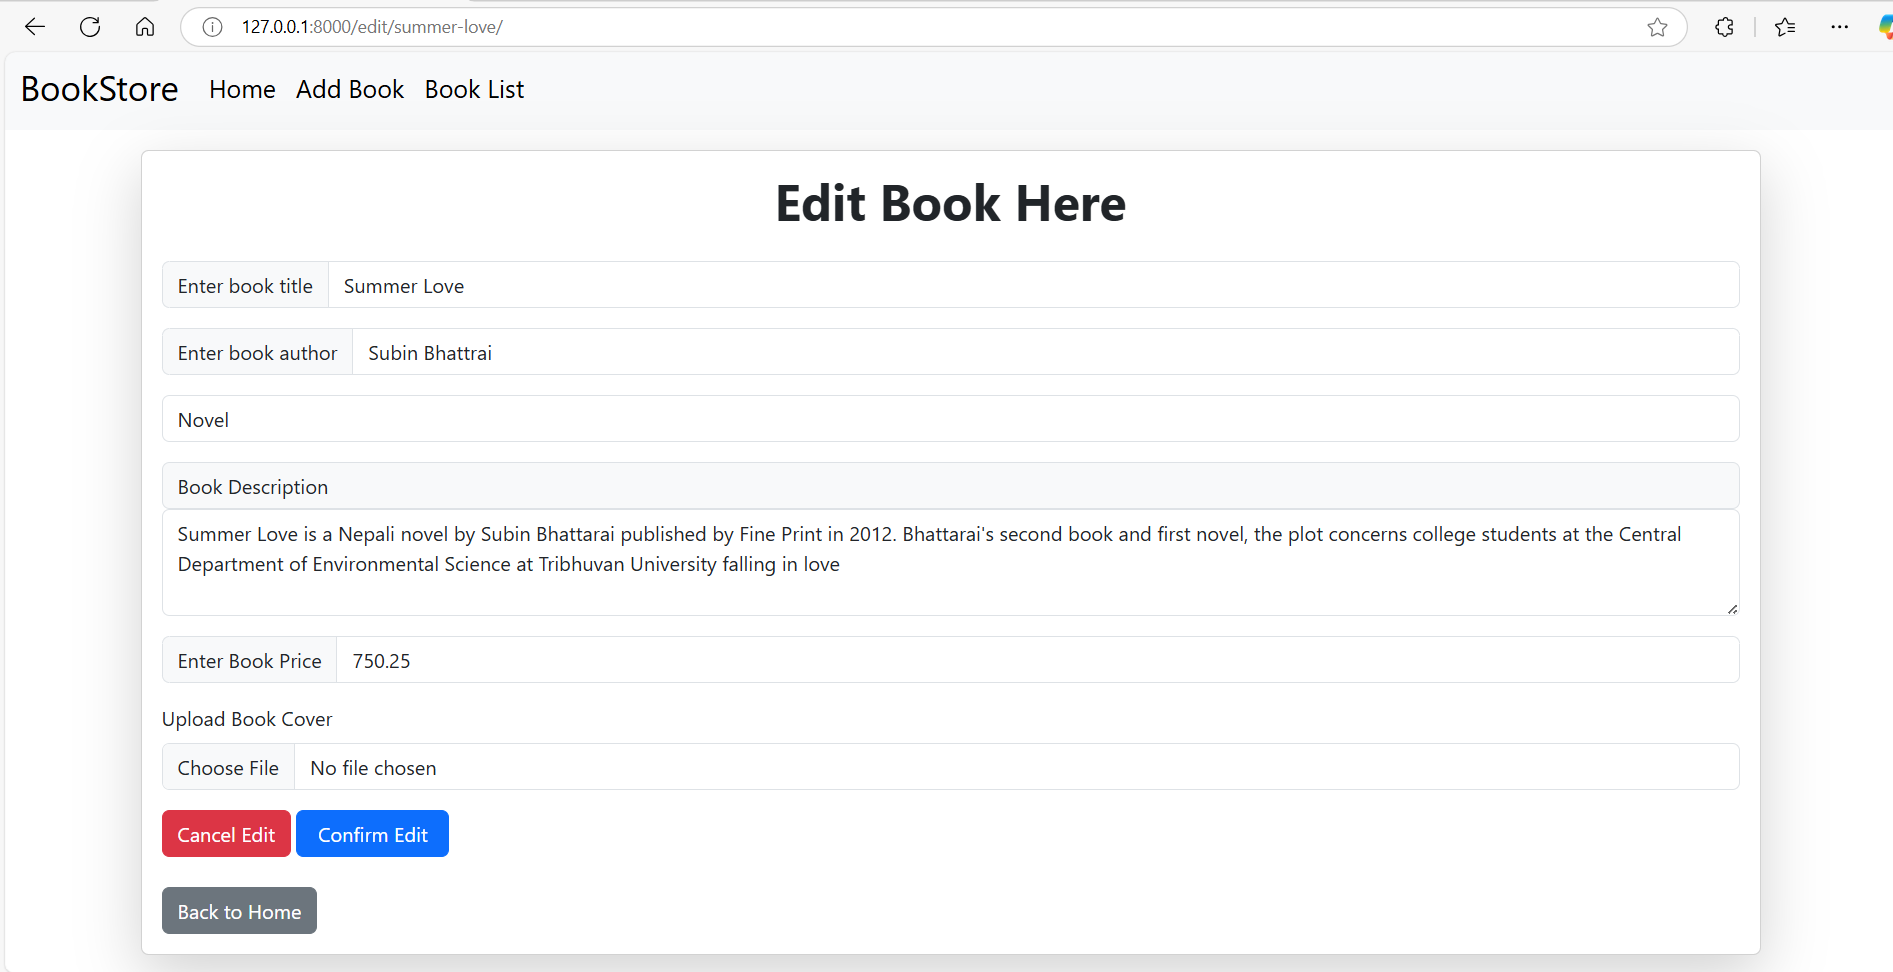 127.0.0.1:8000/edit/summer-love/
BookStore Home Add Book Book List
Edit Book Here
Enter book title Summer Love
Enter book author Subin Bhattrai
Novel
Book Description
Summer Love is a Nepali novel by Subin Bhattarai published by Fine Print in 2012. Bhattarai's second book and first novel, the plot concerns college students at the Central
Department of Environmental Science at Tribhuvan University falling in love
Enter Book Price 750.25
Upload Book Cover
Choose File No file chosen
Cancel Edit Confirm Edit
Back to Home